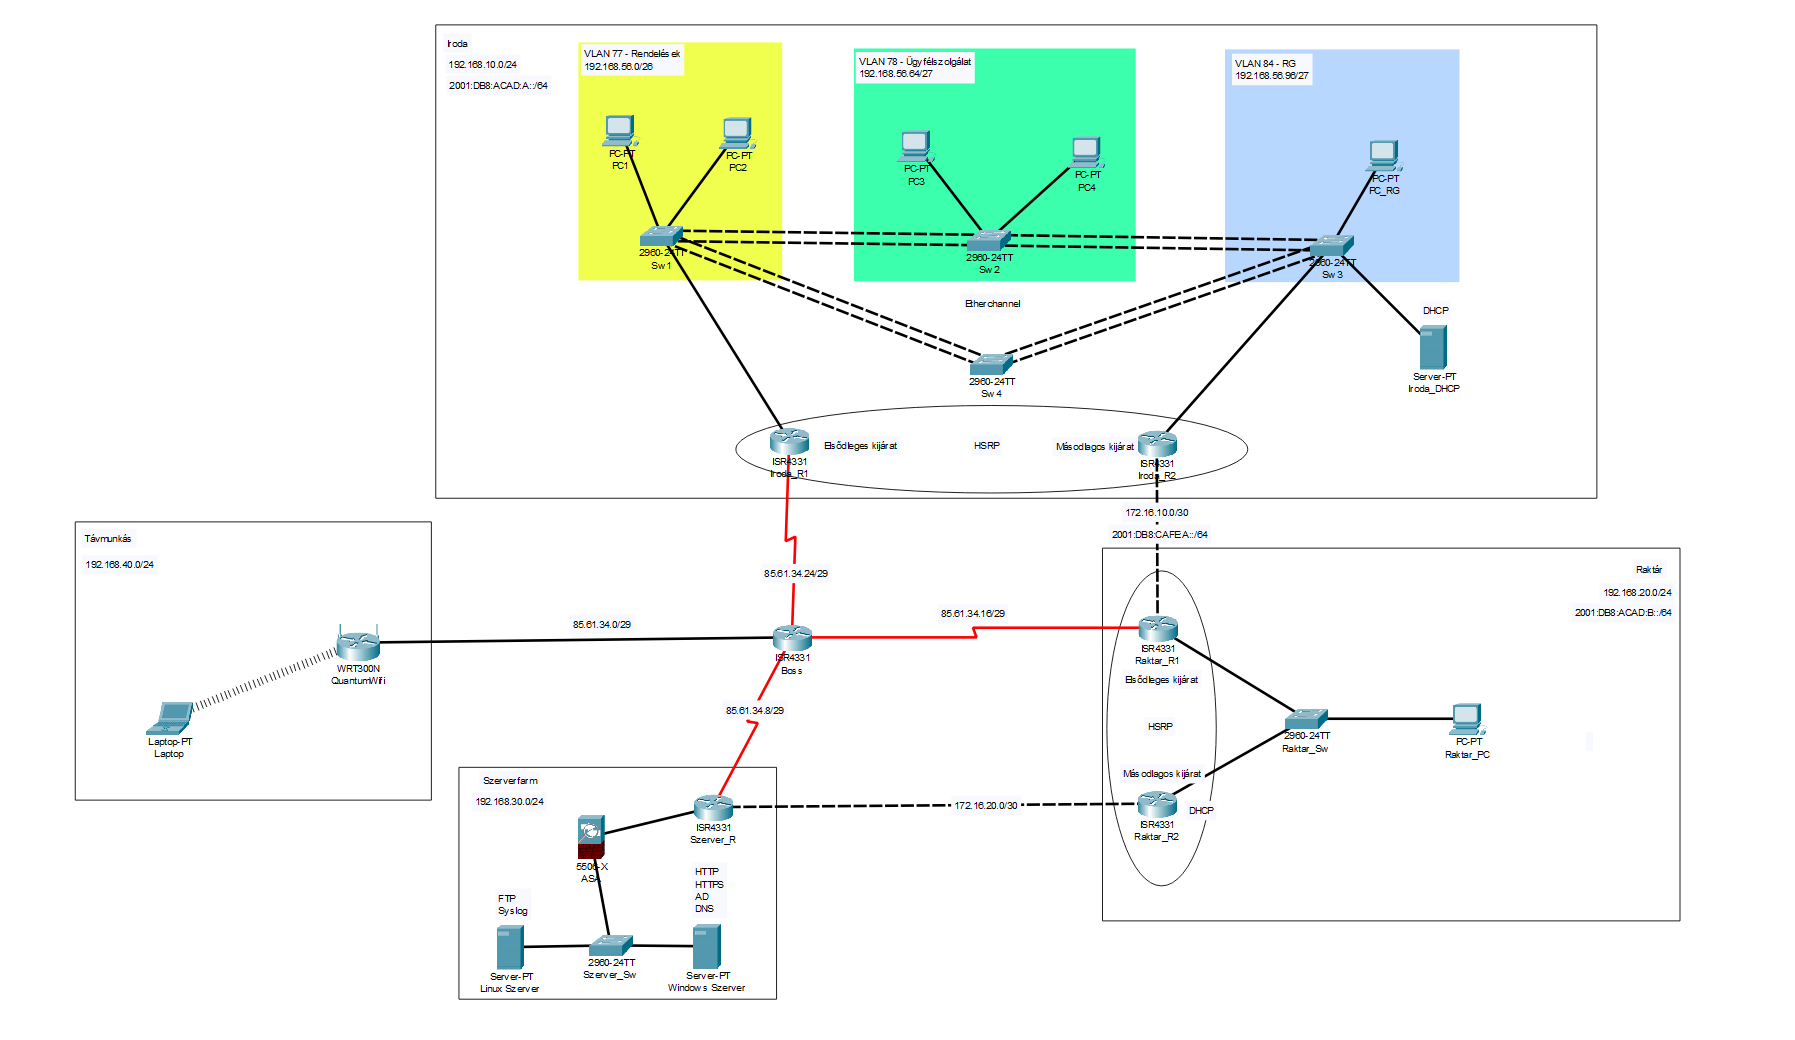 Iroda
192.168.10.0/24
2001:DB8:ACAD:A::/64
VLAN 77 - Rendelések
192.168.56.0/26
VLAN 78 - Ügyfélszolgálat
192.168.56.64/27
VLAN 84 - RG
192.168.56.96/27
PC-PT
PC1
PC-PT
PC2
PC-PT
PC3
PC-PT
PC4
PC-PT
PC_RG
2960-24TT
Sw1
2960-24TT
Sw2
2960-24TT
Sw3
Etherchannel
DHCP
Server-PT
Iroda_DHCP
2960-24TT
Sw4
Elsődleges kijárat
HSRP
Másodlagos kijárat
ISR4331
Iroda_R1
ISR4331
Iroda_R2
172.16.10.0/30
2001:DB8:CAFE:A::/64
Távmunkás
192.168.40.0/24
85.61.34.24/29
85.61.34.0/29
85.61.34.16/29
Raktár
192.168.20.0/24
2001:DB8:ACAD:B::/64
WRT300N
QuantumWifi
Laptop-PT
Laptop
ISR4331
Boss
85.61.34.8/29
ISR4331
Raktar_R1
Elsődleges kijárat
HSRP
Másodlagos kijárat
DHCP
ISR4331
Raktar_R2
2960-24TT
Raktar_Sw
PC-PT
Raktar_PC
172.16.20.0/30
Szerverfarm
192.168.30.0/24
ISR4331
Szerver_R
5506-X
ASA
FTP
Syslog
HTTP
HTTPS
AD
DNS
Server-PT
Linux Szerver
2960-24TT
Szerver_Sw
Server-PT
Windows Szerver